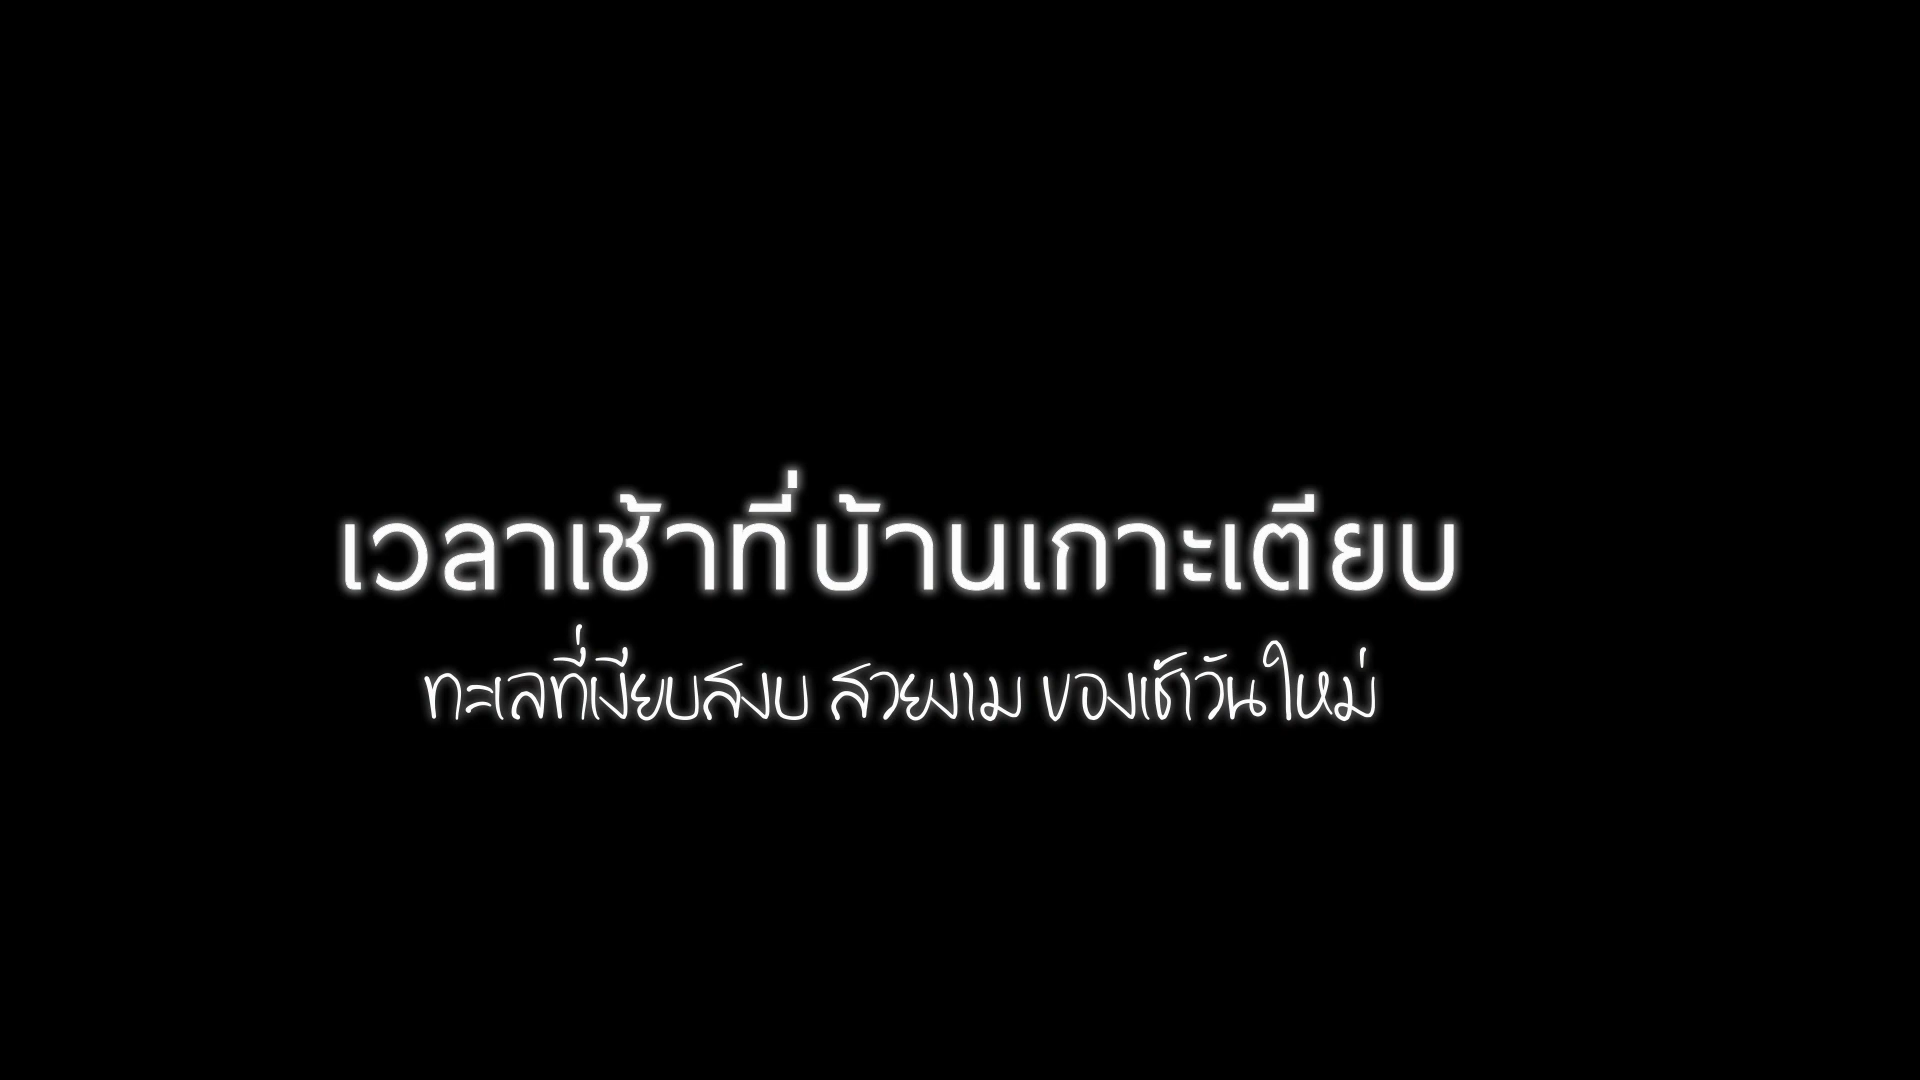 เวลาเช้าที่บ้านเกาะเตียบ
ทะเลที่เงียบสงบ สวยงาม ของเช้าวันใหม่